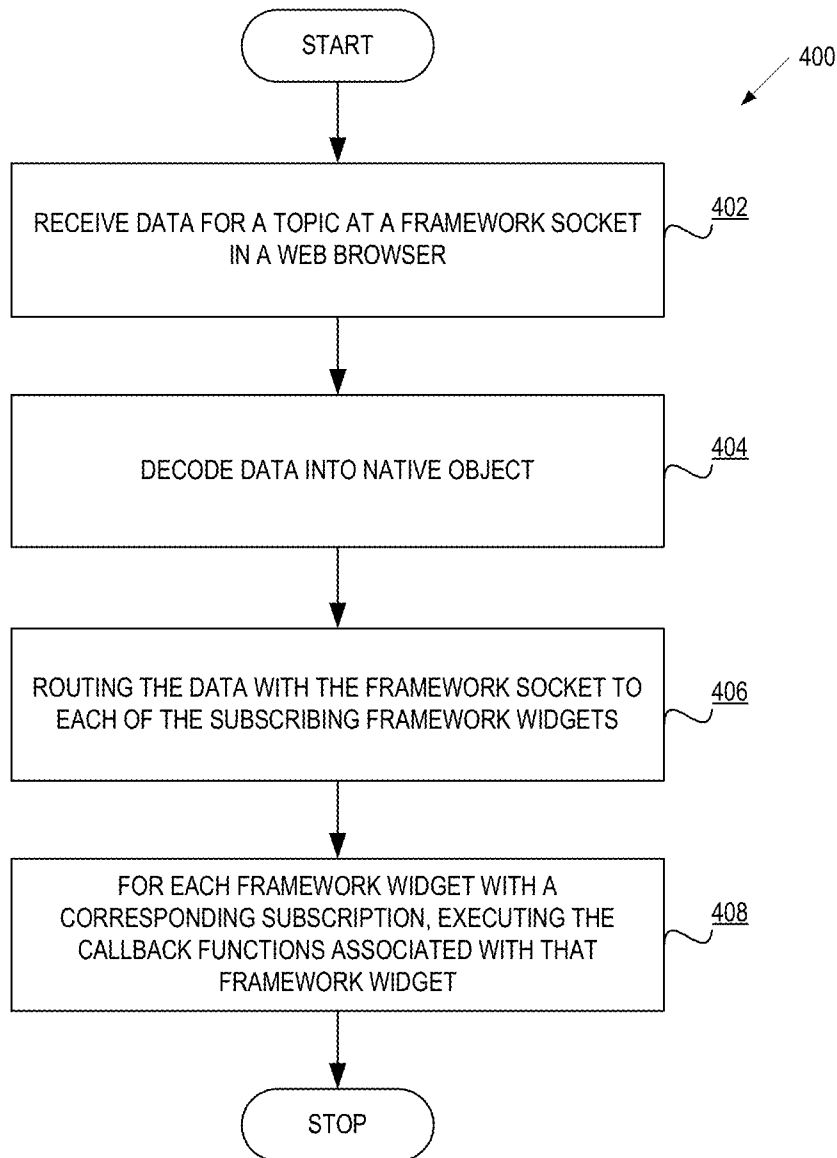 START
400
RECEIVE DATA FOR A TOPIC AT A FRAMEWORK SOCKET
IN A WEB BROWSER
402
DECODE DATA INTO NATIVE OBJECT
404
ROUTING THE DATA WITH THE FRAMEWORK SOCKET TO
EACH OF THE SUBSCRIBING FRAMEWORK WIDGETS
406
FOR EACH FRAMEWORK WIDGET WITH A
CORRESPONDING SUBSCRIPTION, EXECUTING THE
CALLBACK FUNCTIONS ASSOCIATED WITH THAT
FRAMEWORK WIDGET
408
STOP